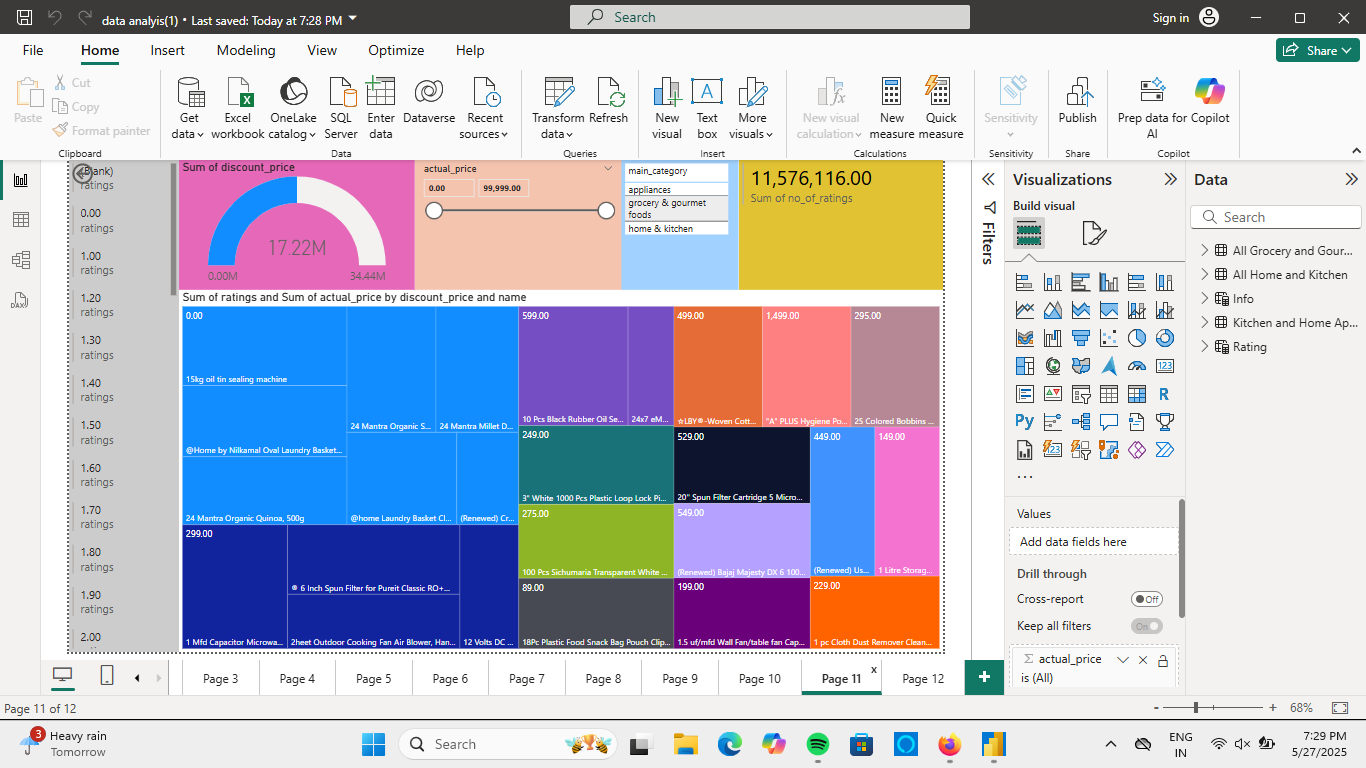 data analyis(1) • Last saved: Today at 7:28 PM
Search
Sign in
File
Home
Insert
Modeling
View
Optimize
Help
Share
Paste
Cut
Copy
Format painter
Clipboard
Get data
Excel workbook
OneLake catalog
SQL Server
Enter data
Dataverse
Recent sources
Data
Transform data
Refresh
Queries
New visual
Text box
More visuals
Insert
New visual calculation
New measure
Quick measure
Calculations
Sensitivity
Sensitivity
Publish
Share
Prep data for AI
Copilot
Copilot
(Blank)
ratings
0.00
ratings
1.00
ratings
1.20
ratings
1.30
ratings
1.40
ratings
1.50
ratings
1.60
ratings
1.70
ratings
1.80
ratings
1.90
ratings
2.00
Sum of discount_price
17.22M
0.00M
34.44M
actual_price
0.00
99,999.00
main_category
appliances
grocery & gourmet
foods
home & kitchen
11,576,116.00
Sum of no_of_ratings
Sum of ratings and Sum of actual_price by discount_price and name
0.00
15kg oil tin sealing machine
@Home by Nilkamal Oval Laundry Basket...
24 Mantra Organic Quinoa, 500g
24 Mantra Organic S...
24 Mantra Millet D...
@home Laundry Basket Cl...
(Renewed) Cr...
299.00
1 Mfd Capacitor Microwa...
® 6 Inch Spun Filter for Pureit Classic RO+...
2heet Outdoor Cooking Fan Air Blower, Han...
12 Volts DC ...
599.00
10 Pcs Black Rubber Oil Se...
24x7 eM...
249.00
3" White 1000 Pcs Plastic Loop Lock Pi...
275.00
100 Pcs Sichumaria Transparent White ...
89.00
18Pc Plastic Food Snack Bag Pouch Clip...
499.00
☆LBY®-Woven Cott...
1,499.00
"A" PLUS Hygiene Po...
295.00
25 Colored Bobbins ...
529.00
20" Spun Filter Cartridge 5 Micro...
549.00
(Renewed) Bajaj Majesty DX 6 100...
199.00
1.5 uf/mfd Wall Fan/table fan Cap...
449.00
(Renewed) Us...
149.00
1 Litre Storag...
229.00
1 pc Cloth Dust Remover Clean...
Filters
Visualizations
Build visual
123
R
Py
123
...
Values
Add data fields here
Drill through
Cross-report
Off
Keep all filters
On
actual_price
is (All)
Data
Search
All Grocery and Gour...
All Home and Kitchen
Info
Kitchen and Home Ap...
Rating
DAX
Page 3
Page 4
Page 5
Page 6
Page 7
Page 8
Page 9
Page 10
Page 11
x
Page 12
+
Page 11 of 12
- + 68%
3
Heavy rain
Tomorrow
Search
ENG
IN
7:29 PM
5/27/2025